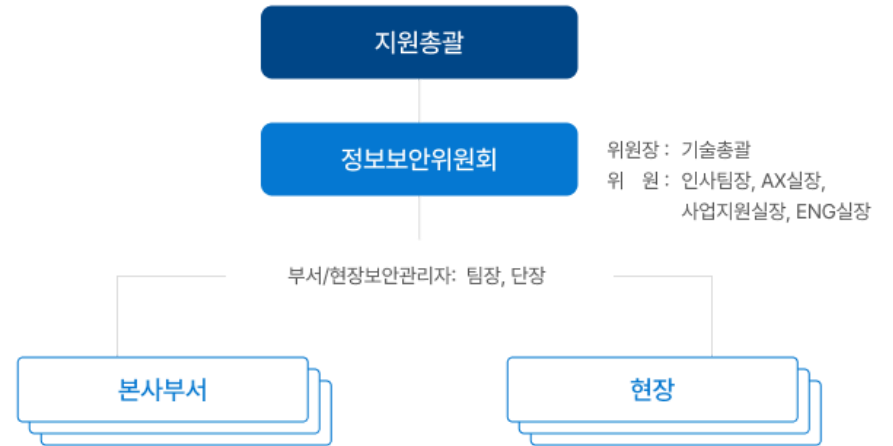 지원총괄
정보보안위원회
위원장 : 기술총괄
위 원 : 인사팀장, AX실장,
사업지원실장, ENG실장
부서/현장보안관리자: 팀장, 단장
본사부서
현장